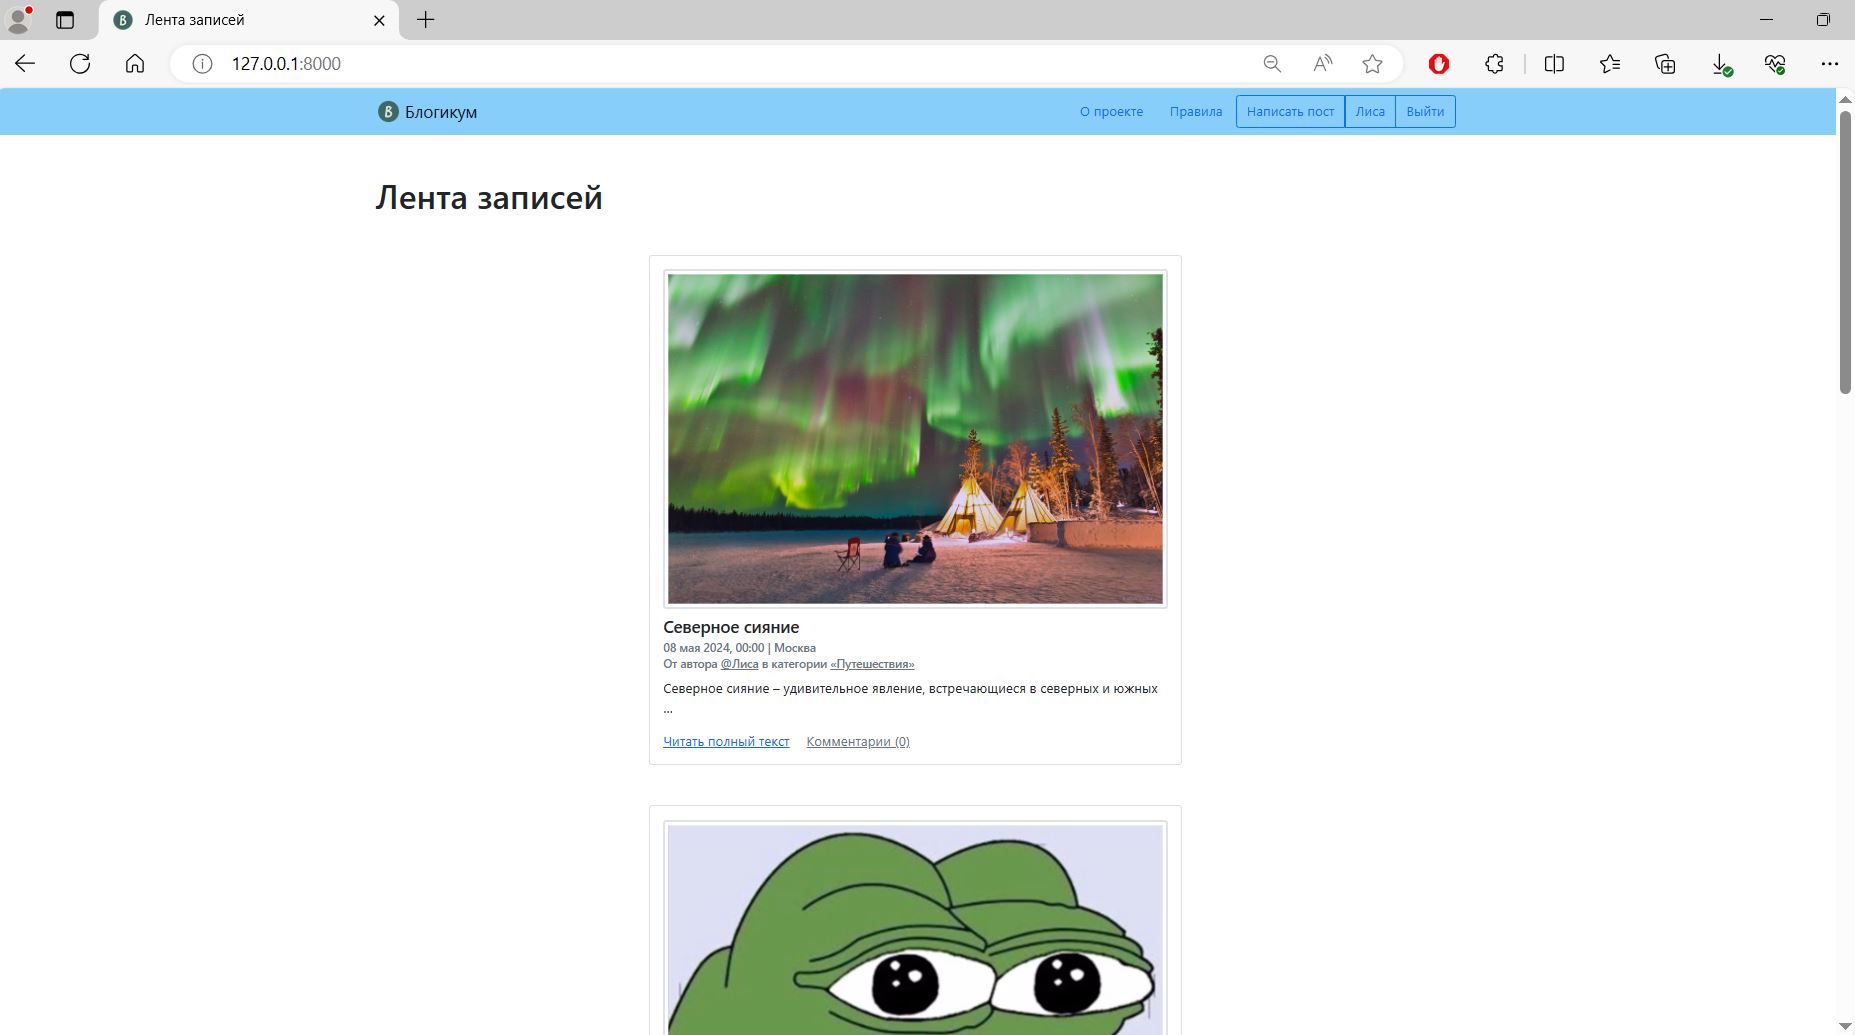 Лента записей
127.0.0.1:8000
B Блогикум
О проекте
Правила
Написать пост
Лиса
Выйти
Лента записей
Северное сияние
08 мая 2024, 00:00 | Москва
От автора @Лиса в категории «Путешествия»
Северное сияние – удивительное явление, встречающиеся в северных и южных
...
Читать полный текст
Комментарии (0)